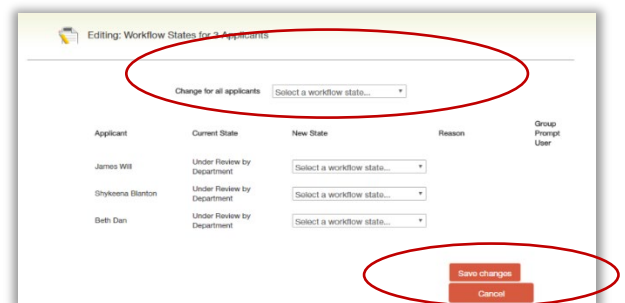 Editing: Workflow States for 3 Applicants
Change for all applicants Select a workflow state...
Applicant Current State New State Reason Group Prompt User
James Will Under Review by Department Select a workflow state...
Shykeena Blanton Under Review by Department Select a workflow state...
Beth Dan Under Review by Department Select a workflow state...
Save changes
Cancel